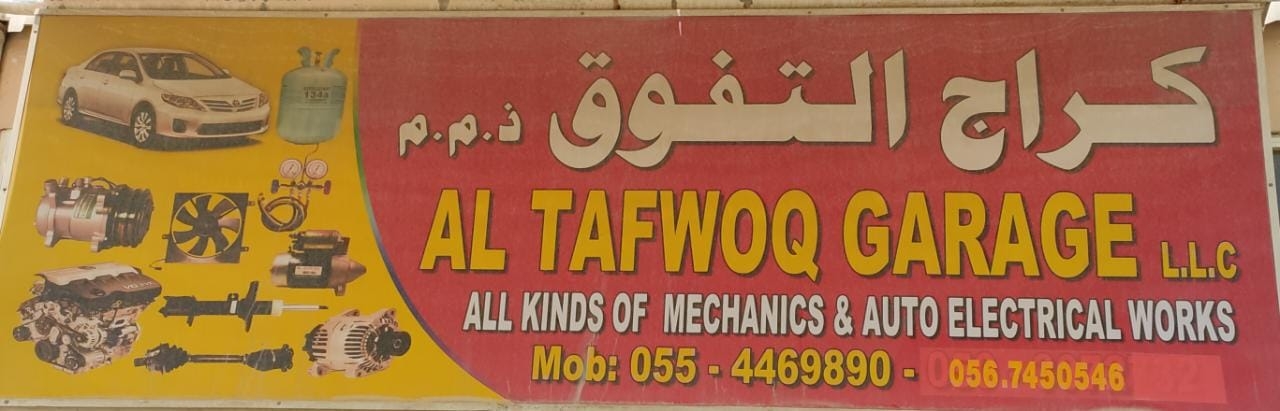 كراج التفوق ذ.م.م
AL TAFWOQ GARAGE L.L.C
ALL KINDS OF MECHANICS & AUTO ELECTRICAL WORKS
Mob: 055 - 4469890 - 056.7450546
134a